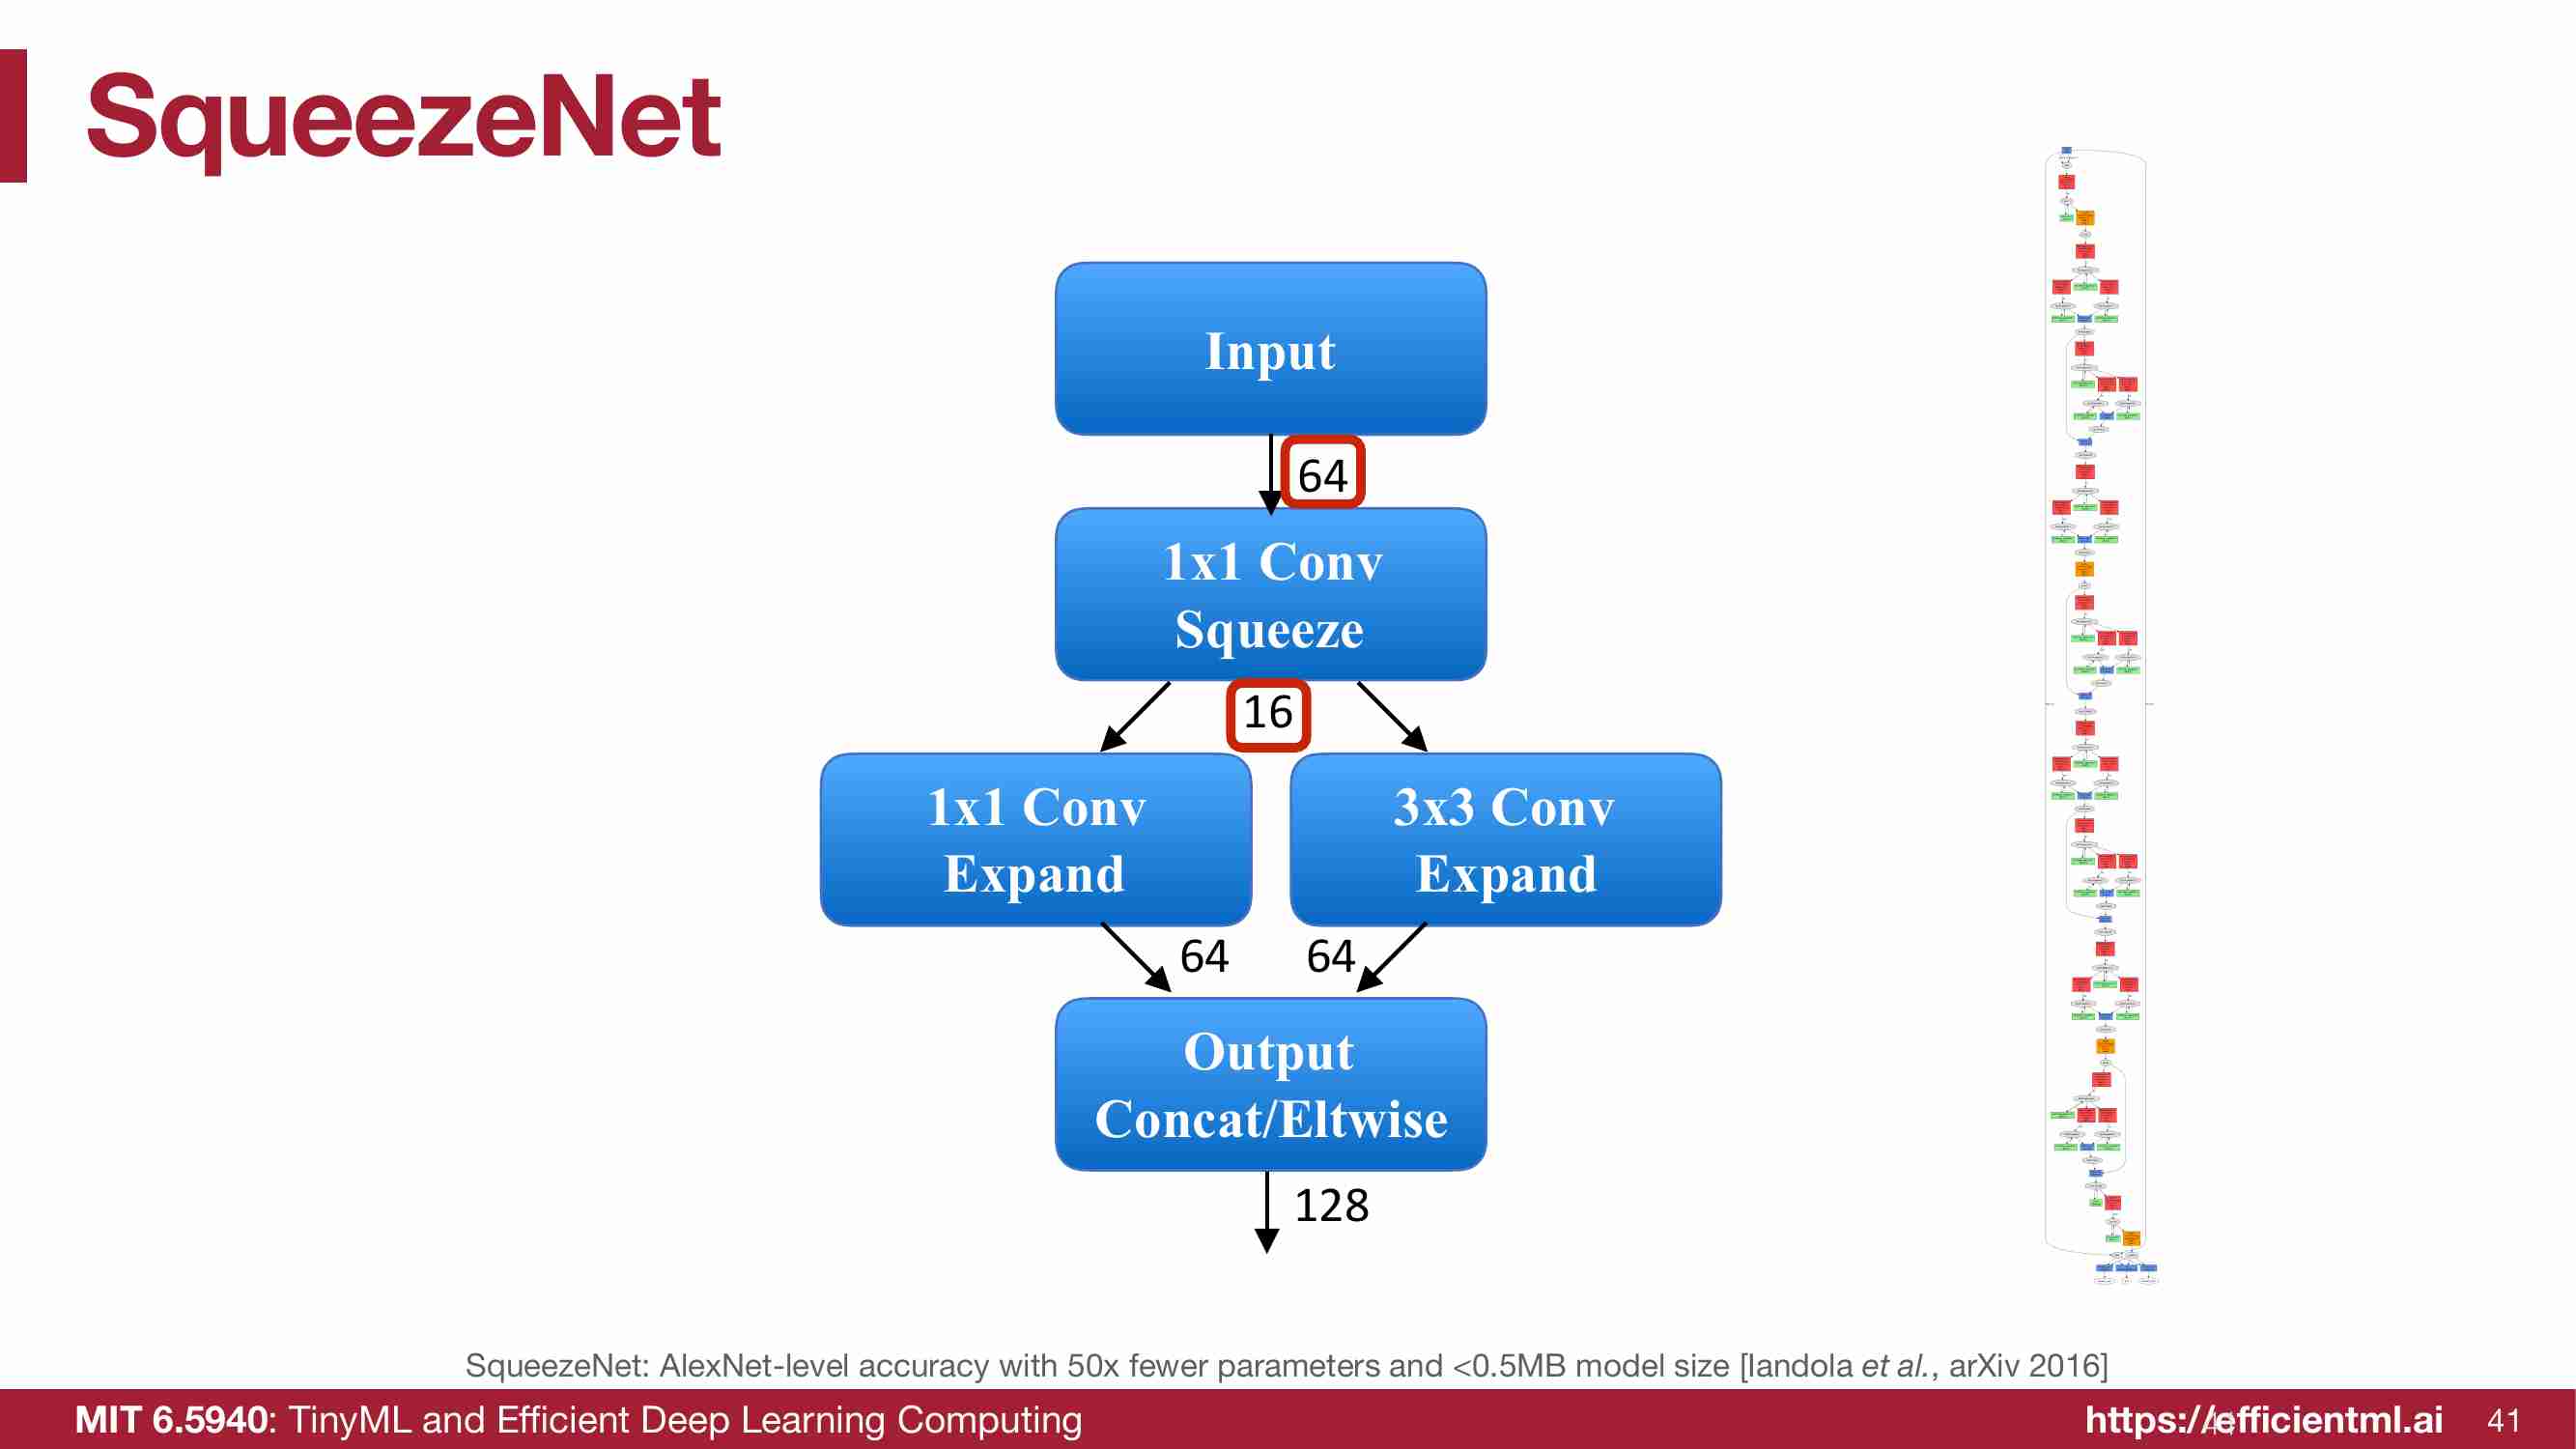 SqueezeNet
Input
64
1x1 Conv
Squeeze
16
1x1 Conv
Expand
3x3 Conv
Expand
64
64
Output
Concat/Eltwise
128
SqueezeNet: AlexNet-level accuracy with 50x fewer parameters and <0.5MB model size [Iandola et al., arXiv 2016]
MIT 6.5940: TinyML and Efficient Deep Learning Computing
https://efficientml.ai
41